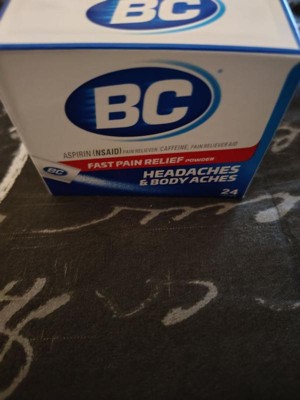 BC
BC
ASPIRIN (NSAID) PAIN RELIEVER CAFFEINE, PAIN RELIEVER AID
FAST PAIN RELIEF POWDER
BC
HEADACHES
& BODY ACHES
24